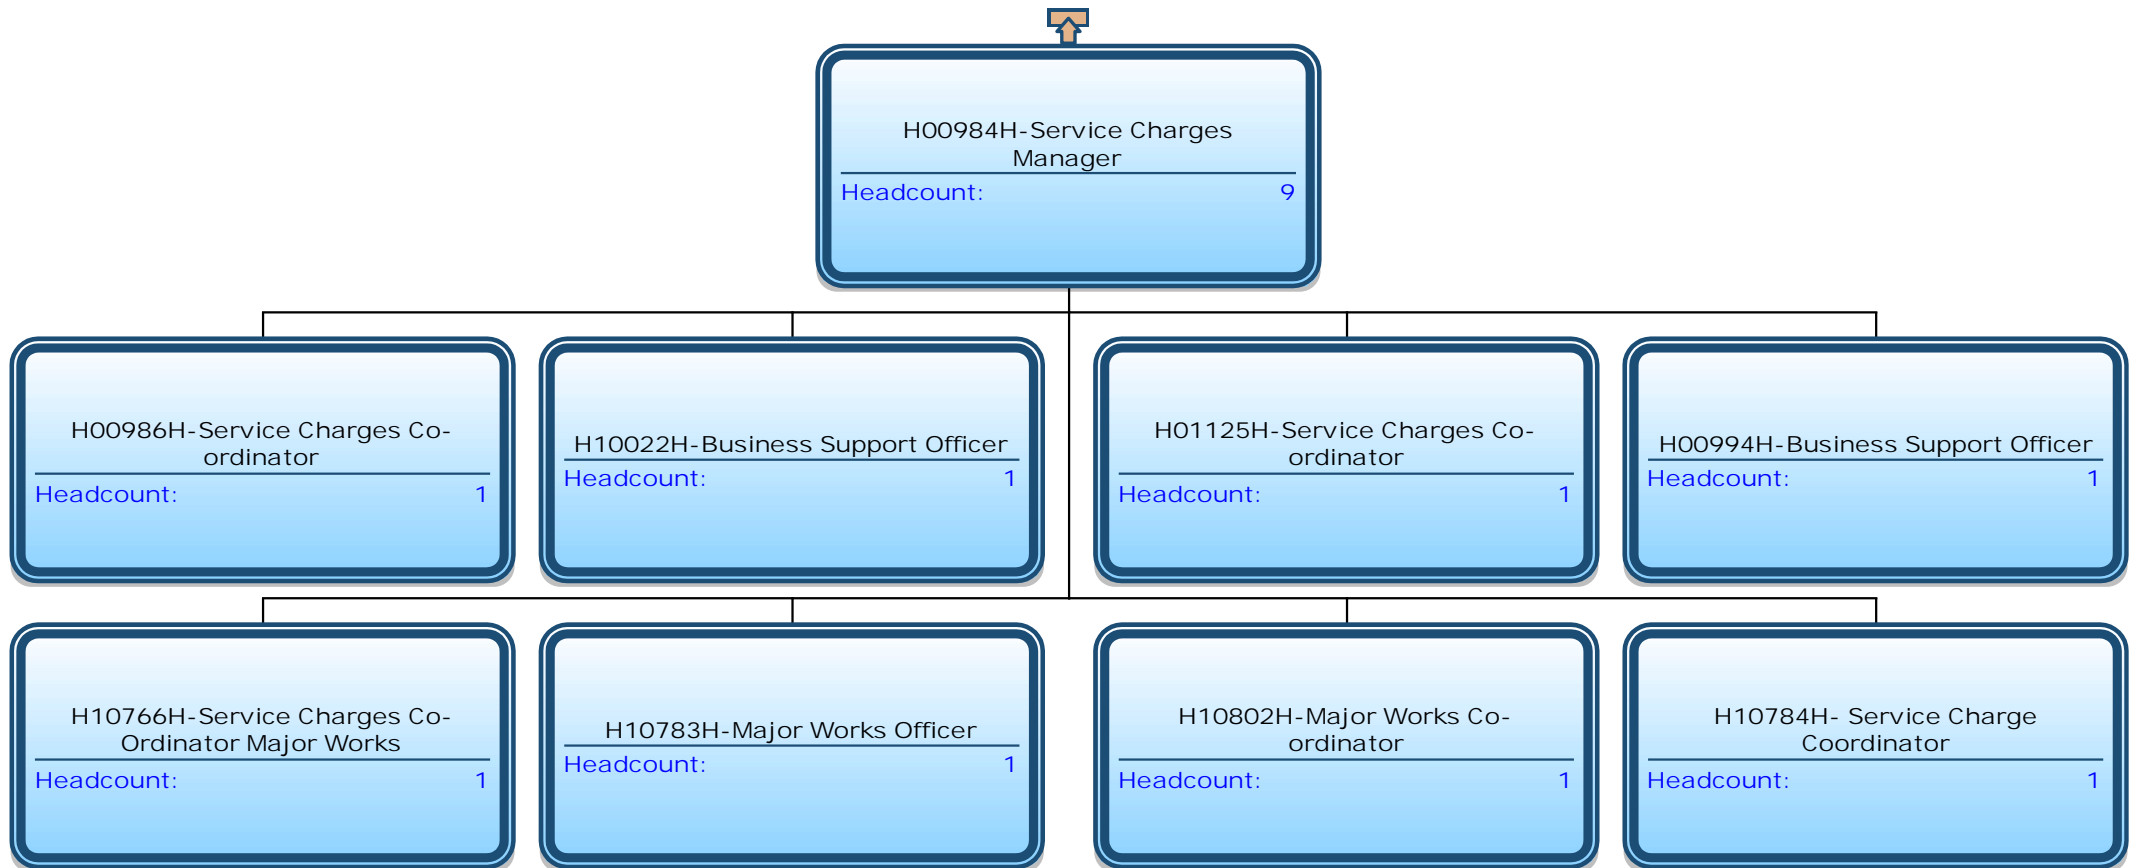 H00984H-Service Charges
Manager
Headcount: 9
H00986H-Service Charges Co-
ordinator
Headcount: 1
H10022H-Business Support Officer
Headcount: 1
H01125H-Service Charges Co-
ordinator
Headcount: 1
H00994H-Business Support Officer
Headcount: 1
H10766H-Service Charges Co-
Ordinator Major Works
Headcount: 1
H10783H-Major Works Officer
Headcount: 1
H10802H-Major Works Co-
ordinator
Headcount: 1
H10784H- Service Charge
Coordinator
Headcount: 1